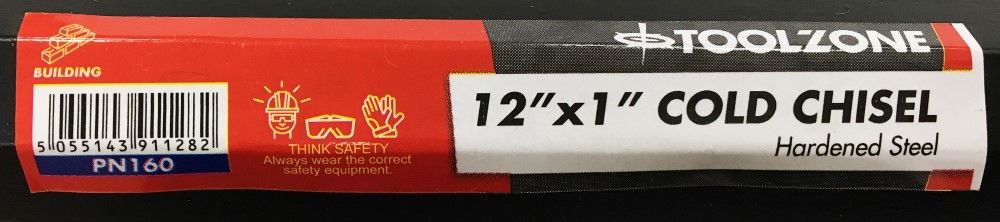 BUILDING
5 055143 911282
PN160
THINK SAFETY
Always wear the correct
safety equipment.
TOOLZONE
12”x1” COLD CHISEL
Hardened Steel